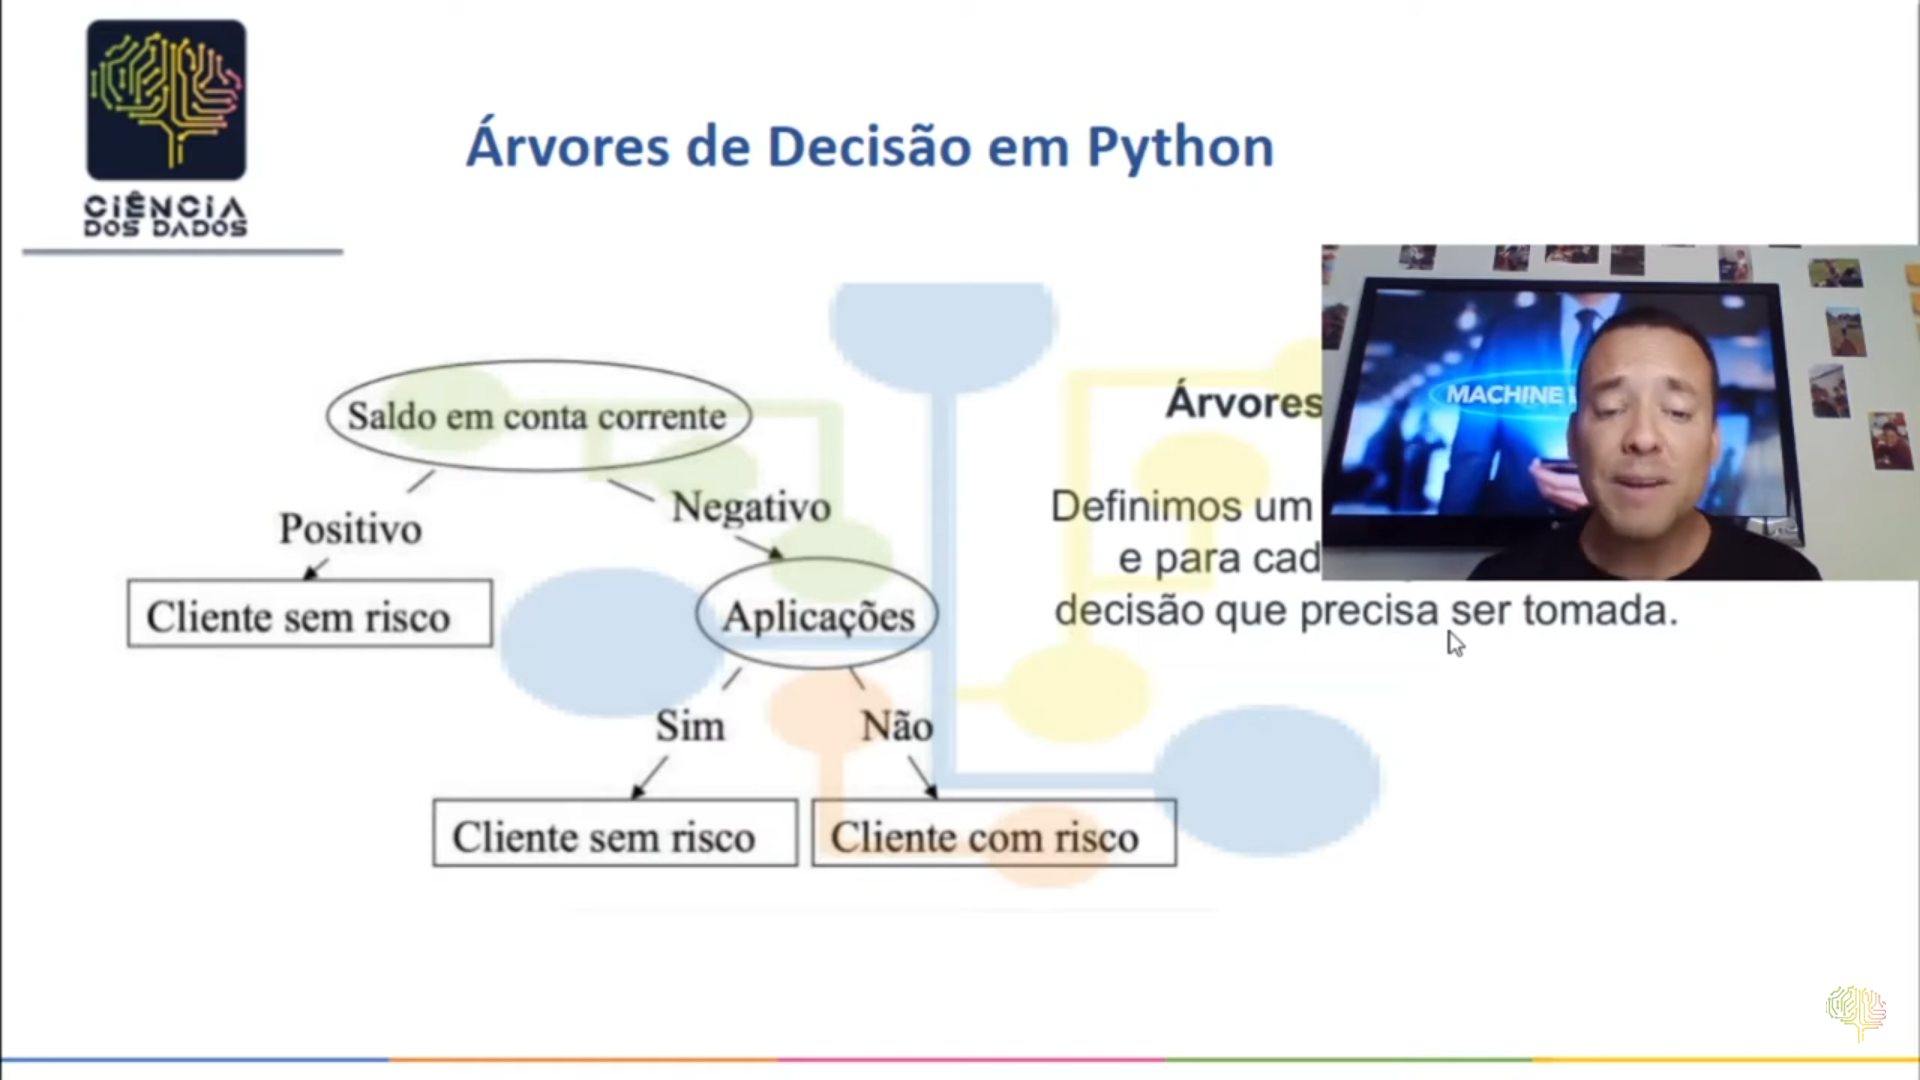 CIÊNCIA
DOS DADOS
Árvores de Decisão em Python
Saldo em conta corrente
Positivo
Negativo
Cliente sem risco
Aplicações
Sim
Não
Cliente sem risco
Cliente com risco
Árvores
MACHINE
Definimos um
e para cad
decisão que precisa ser tomada.